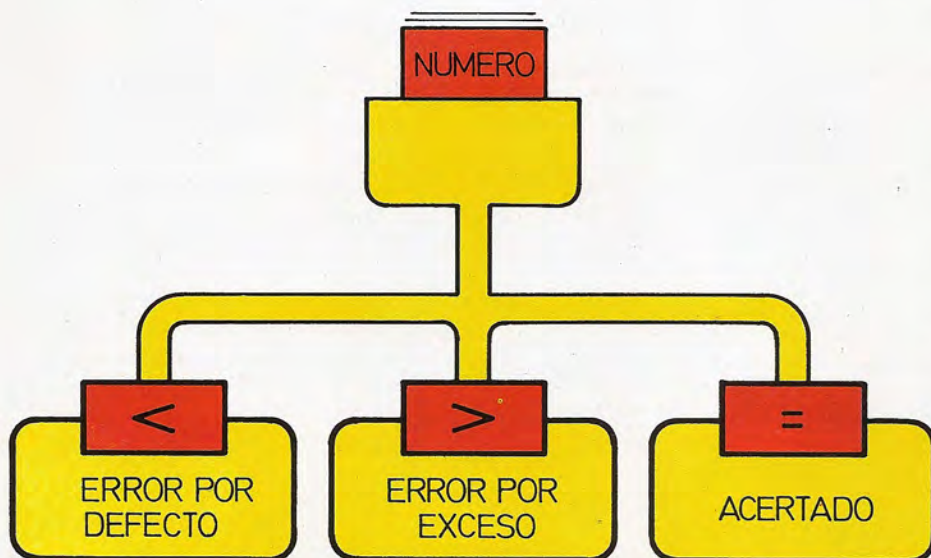 NUMERO
<
ERROR POR
DEFECTO
>
ERROR POR
EXCESO
=
ACERTADO